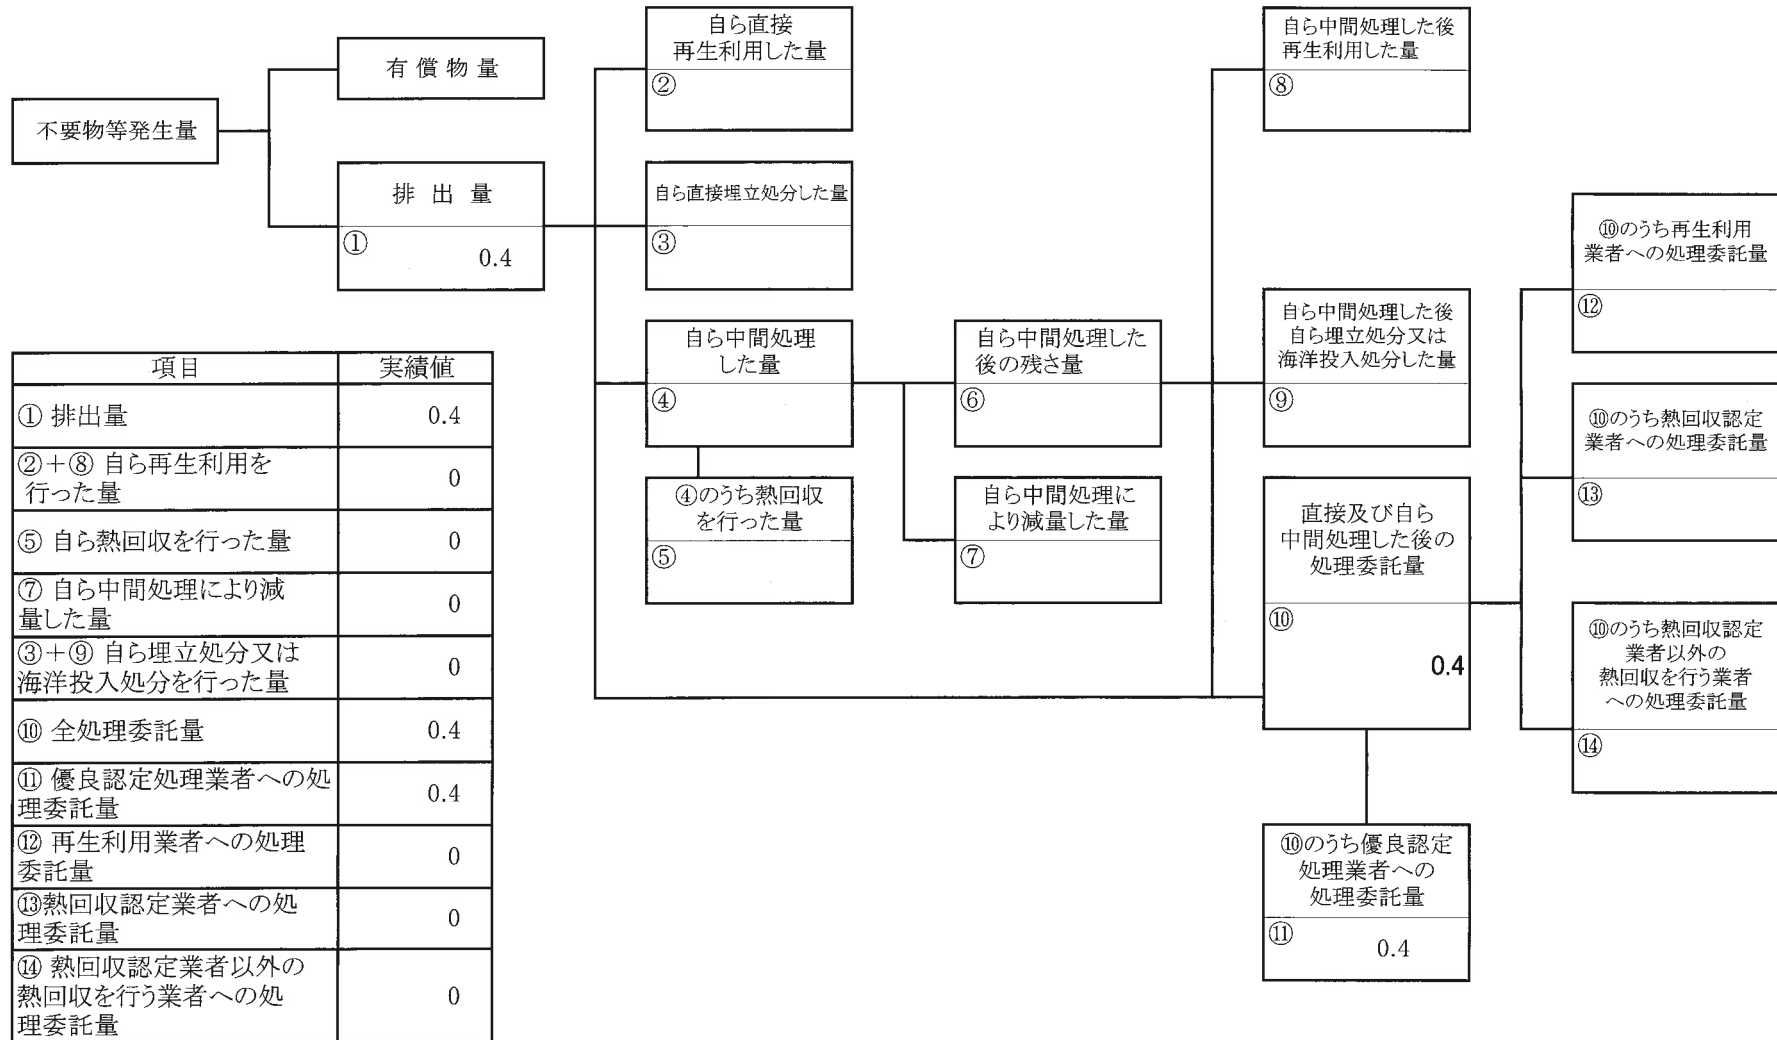 不要物等発生量
有償物量
排出量
①
0.4
自ら直接
再生利用した量
②
自ら直接埋立処分した量
③
自ら中間処理
した量
④
④のうち熱回収
を行った量
⑤
自ら中間処理した
後の残さ量
⑥
自ら中間処理に
より減量した量
⑦
自ら中間処理した後
再生利用した量
⑧
自ら中間処理した後
自ら埋立処分又は
海洋投入処分した量
⑨
直接及び自ら
中間処理した後の
処理委託量
⑩
0.4
⑩のうち優良認定
処理業者への
処理委託量
⑪
0.4
⑩のうち再生利用
業者への処理委託量
⑫
⑩のうち熱回収認定
業者への処理委託量
⑬
⑩のうち熱回収認定
業者以外の
熱回収を行う業者
への処理委託量
⑭
項目 実績値
① 排出量 0.4
②+⑧ 自ら再生利用を
行った量 0
⑤ 自ら熱回収を行った量 0
⑦ 自ら中間処理により減
量した量 0
③+⑨ 自ら埋立処分又は
海洋投入処分を行った量 0
⑩ 全処理委託量 0.4
⑪ 優良認定処理業者への処
理委託量 0.4
⑫ 再生利用業者への処理
委託量 0
⑬熱回収認定業者への処
理委託量 0
⑭ 熱回収認定業者以外の
熱回収を行う業者への処
理委託量 0